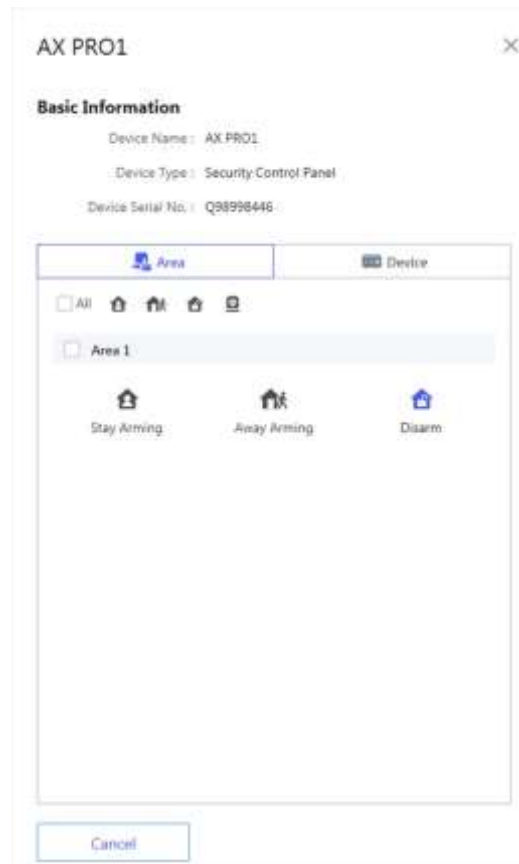 AX PRO1
Basic Information
Device Name : AX PRO1
Device Type : Security Control Panel
Device Serial No. : Q98998446
Area Device
All
Area 1
Stay Arming Away Arming Disarm
Cancel